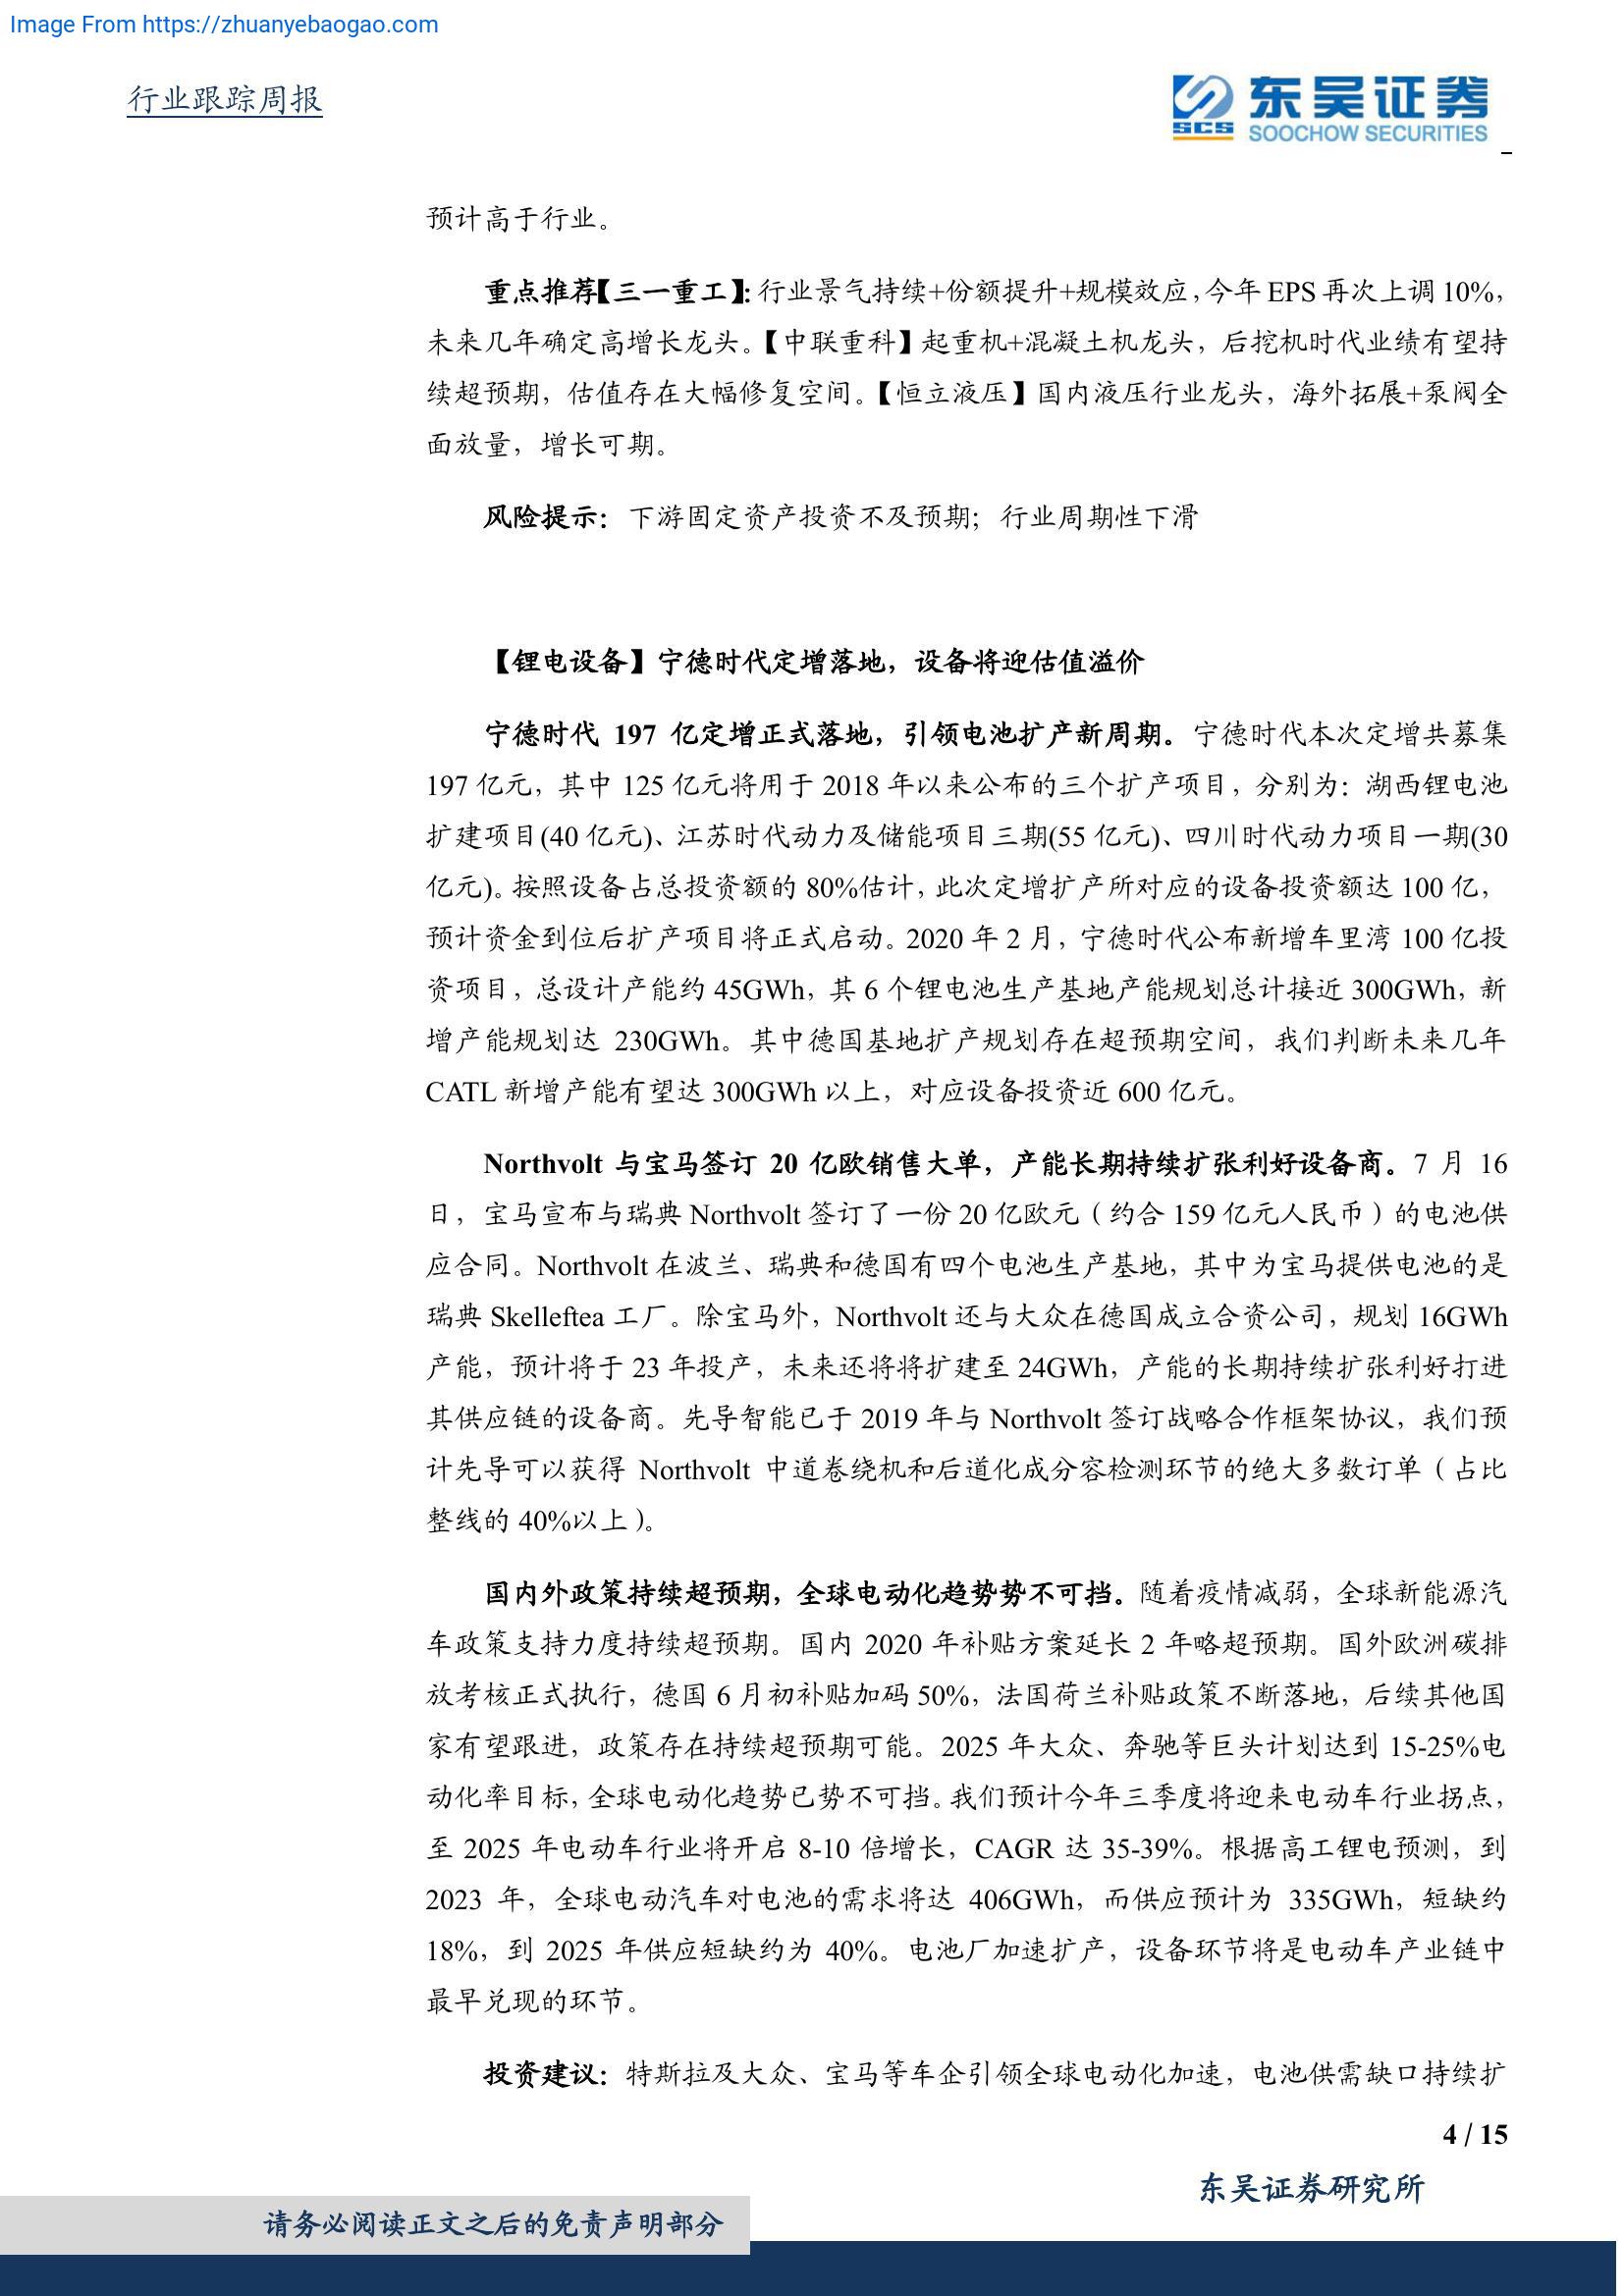 Image From https://zhuanyebaogao.com
行业跟踪周报
SCS 东吴证券
SOOCHOW SECURITIES
预计高于行业。
重点推荐【三一重工】：行业景气持续+份额提升+规模效应，今年 EPS 再次上调 10%，
未来几年确定高增长龙头。【中联重科】起重机+混凝土机龙头，后挖机时代业绩有望持
续超预期，估值存在大幅修复空间。【恒立液压】国内液压行业龙头，海外拓展+泵阀全
面放量，增长可期。
风险提示：下游固定资产投资不及预期；行业周期性下滑
【锂电设备】宁德时代定增落地，设备将迎估值溢价
宁德时代 197 亿定增正式落地，引领电池扩产新周期。宁德时代本次定增共募集
197 亿元，其中 125 亿元将用于 2018 年以来公布的三个扩产项目，分别为：湖西锂电池
扩建项目(40 亿元)、江苏时代动力及储能项目三期(55 亿元)、四川时代动力项目一期(30
亿元)。按照设备占总投资额的 80%估计，此次定增扩产所对应的设备投资额达 100 亿，
预计资金到位后扩产项目将正式启动。2020 年 2 月，宁德时代公布新增车里湾 100 亿投
资项目，总设计产能约 45GWh，其 6 个锂电池生产基地产能规划总计接近 300GWh，新
增产能规划达 230GWh。其中德国基地扩产规划存在超预期空间，我们判断未来几年
CATL 新增产能有望达 300GWh 以上，对应设备投资近 600 亿元。
Northvolt 与宝马签订 20 亿欧销售大单，产能长期持续扩张利好设备商。7 月 16
日，宝马宣布与瑞典 Northvolt 签订了一份 20 亿欧元（约合 159 亿元人民币）的电池供
应合同。Northvolt 在波兰、瑞典和德国有四个电池生产基地，其中为宝马提供电池的是
瑞典 Skelleftea 工厂。除宝马外，Northvolt 还与大众在德国成立合资公司，规划 16GWh
产能，预计将于 23 年投产，未来还将将扩建至 24GWh，产能的长期持续扩张利好打进
其供应链的设备商。先导智能已于 2019 年与 Northvolt 签订战略合作框架协议，我们预
计先导可以获得 Northvolt 中道卷绕机和后道化成分容检测环节的绝大多数订单（占比
整线的 40%以上）。
国内外政策持续超预期，全球电动化趋势势不可挡。随着疫情减弱，全球新能源汽
车政策支持力度持续超预期。国内 2020 年补贴方案延长 2 年略超预期。国外欧洲碳排
放考核正式执行，德国 6 月初补贴加码 50%，法国荷兰补贴政策不断落地，后续其他国
家有望跟进，政策存在持续超预期可能。2025 年大众、奔驰等巨头计划达到 15-25%电
动化率目标，全球电动化趋势已势不可挡。我们预计今年三季度将迎来电动车行业拐点，
至 2025 年电动车行业将开启 8-10 倍增长，CAGR 达 35-39%。根据高工锂电预测，到
2023 年，全球电动汽车对电池的需求将达 406GWh，而供应预计为 335GWh，短缺约
18%，到 2025 年供应短缺约为 40%。电池厂加速扩产，设备环节将是电动车产业链中
最早兑现的环节。
投资建议：特斯拉及大众、宝马等车企引领全球电动化加速，电池供需缺口持续扩
4 / 15
东吴证券研究所
请务必阅读正文之后的免责声明部分